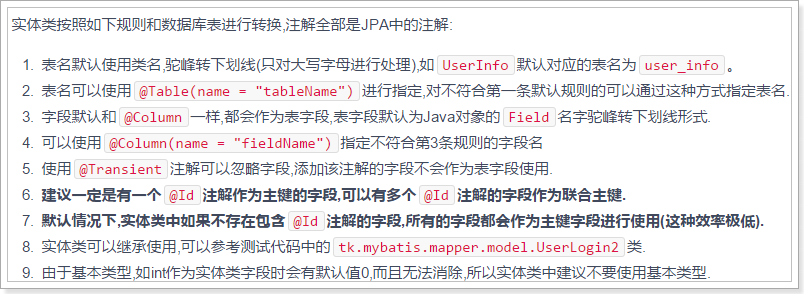 实体类按照如下规则和数据库表进行转换,注解全部是JPA中的注解:
1. 表名默认使用类名,驼峰转下划线(只对大写字母进行处理),如 UserInfo 默认对应的表名为 user_info 。
2. 表名可以使用 @Table(name = "tableName") 进行指定,对不符合第一条默认规则的可以通过这种方式指定表名.
3. 字段默认和 @Column 一样,都会作为表字段,表字段默认为Java对象的 Field 名字驼峰转下划线形式.
4. 可以使用 @Column(name = "fieldName") 指定不符合第3条规则的字段名
5. 使用 @Transient 注解可以忽略字段,添加该注解的字段不会作为表字段使用.
6. 建议一定是有一个 @Id 注解作为主键的字段,可以有多个 @Id 注解的字段作为联合主键.
7. 默认情况下,实体类中如果不存在包含 @Id 注解的字段,所有的字段都会作为主键字段进行使用(这种效率极低).
8. 实体类可以继承使用,可以参考测试代码中的 tk.mybatis.mapper.model.UserLogin2 类.
9. 由于基本类型,如int作为实体类字段时会有默认值0,而且无法消除,所以实体类中建议不要使用基本类型.